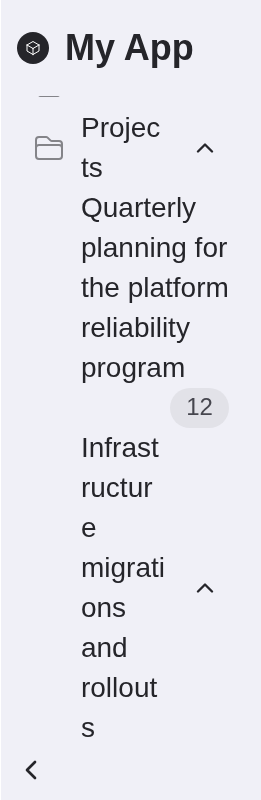 My App
Projec
ts
Quarterly
planning for
the platform
reliability
program
12
Infrast
ructur
e
migrati
ons
and
rollout
s